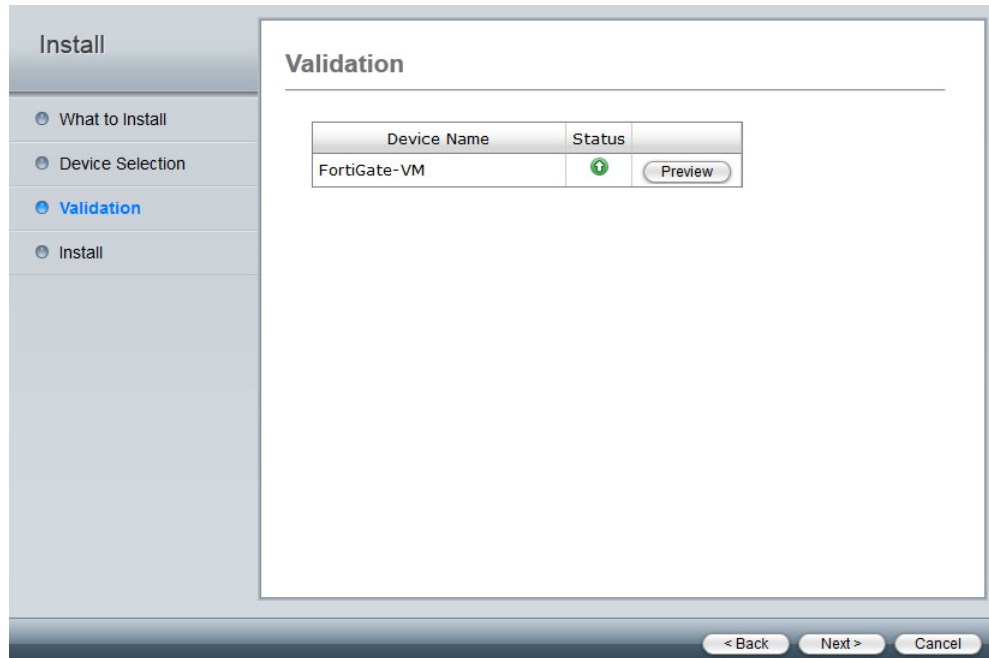 Install
What to Install
Device Selection
Validation
Install
Validation
Device Name Status
FortiGate-VM Preview
< Back Next > Cancel